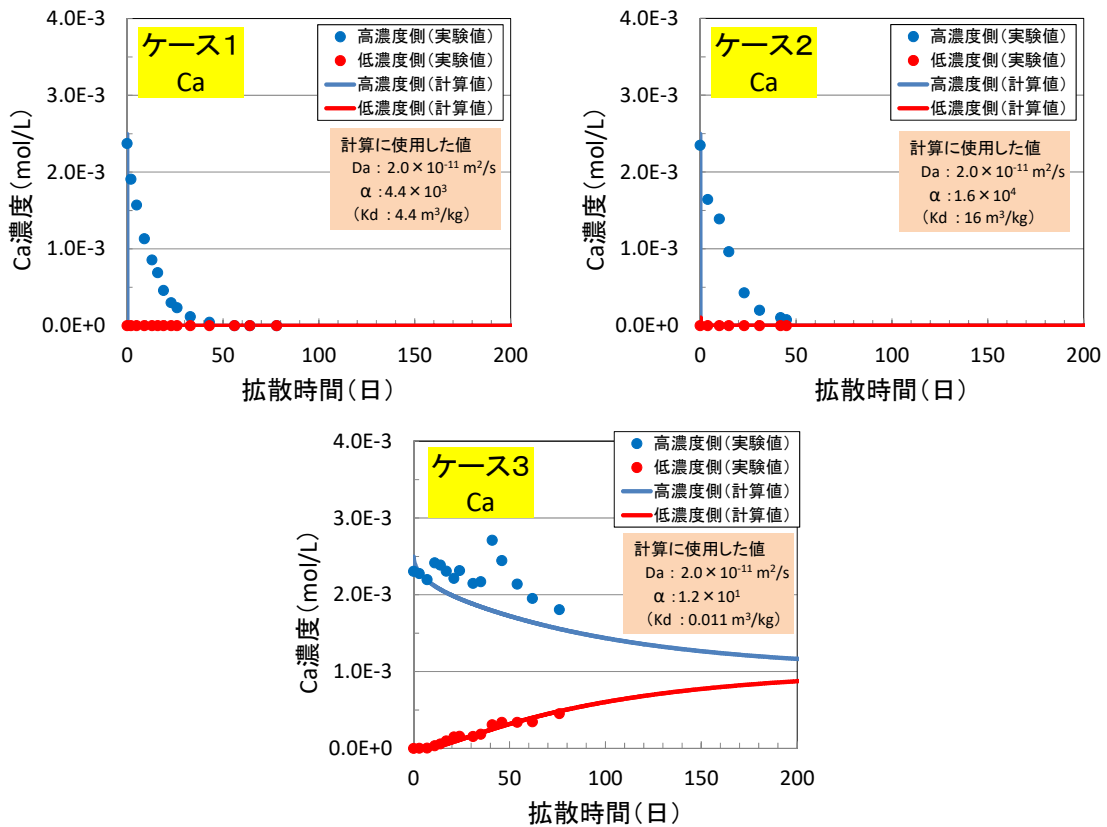 ケース1
Ca
高濃度側(実験値)
低濃度側(実験値)
高濃度側(計算値)
低濃度側(計算値)
計算に使用した値
Da : 2.0×10⁻¹¹ m²/s
α : 4.4×10³
(Kd : 4.4 m³/kg)
4.0E-3
3.0E-3
2.0E-3
1.0E-3
0.0E+0
Ca濃度(mol/L)
0 50 100 150 200
拡散時間(日)
ケース2
Ca
高濃度側(実験値)
低濃度側(実験値)
高濃度側(計算値)
低濃度側(計算値)
計算に使用した値
Da : 2.0×10⁻¹¹ m²/s
α : 1.6×10⁴
(Kd : 16 m³/kg)
4.0E-3
3.0E-3
2.0E-3
1.0E-3
0.0E+0
Ca濃度(mol/L)
0 50 100 150 200
拡散時間(日)
ケース3
Ca
高濃度側(実験値)
低濃度側(実験値)
高濃度側(計算値)
低濃度側(計算値)
計算に使用した値
Da : 2.0×10⁻¹¹ m²/s
α : 1.2×10¹
(Kd : 0.011 m³/kg)
4.0E-3
3.0E-3
2.0E-3
1.0E-3
0.0E+0
Ca濃度(mol/L)
0 50 100 150 200
拡散時間(日)